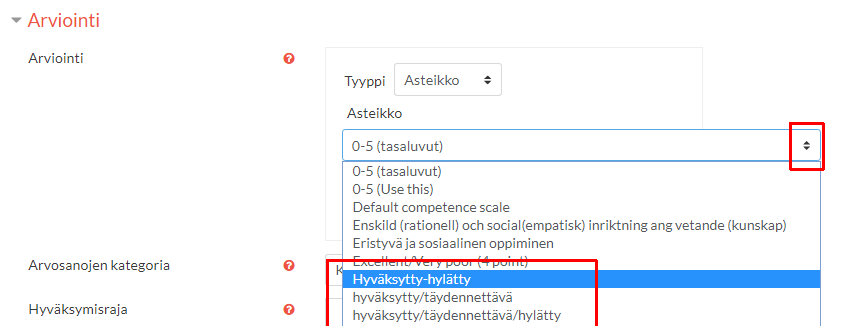 Arviointi
Arviointi
Tyyppi Asteikko
Asteikko
0-5 (tasaluvut)
0-5 (tasaluvut)
0-5 (Use this)
Default competence scale
Enskild (rationell) och social(empatisk) inriktning ang vetande (kunskap)
Eristyvä ja sosiaalinen oppiminen
Excellent/Very poor (4 point)
Arvosanojen kategoria K
Hyväksytty-hylätty
hyväksytty/täydennettävä
Hyväksymisraja
hyväksytty/täydennettävä/hylätty